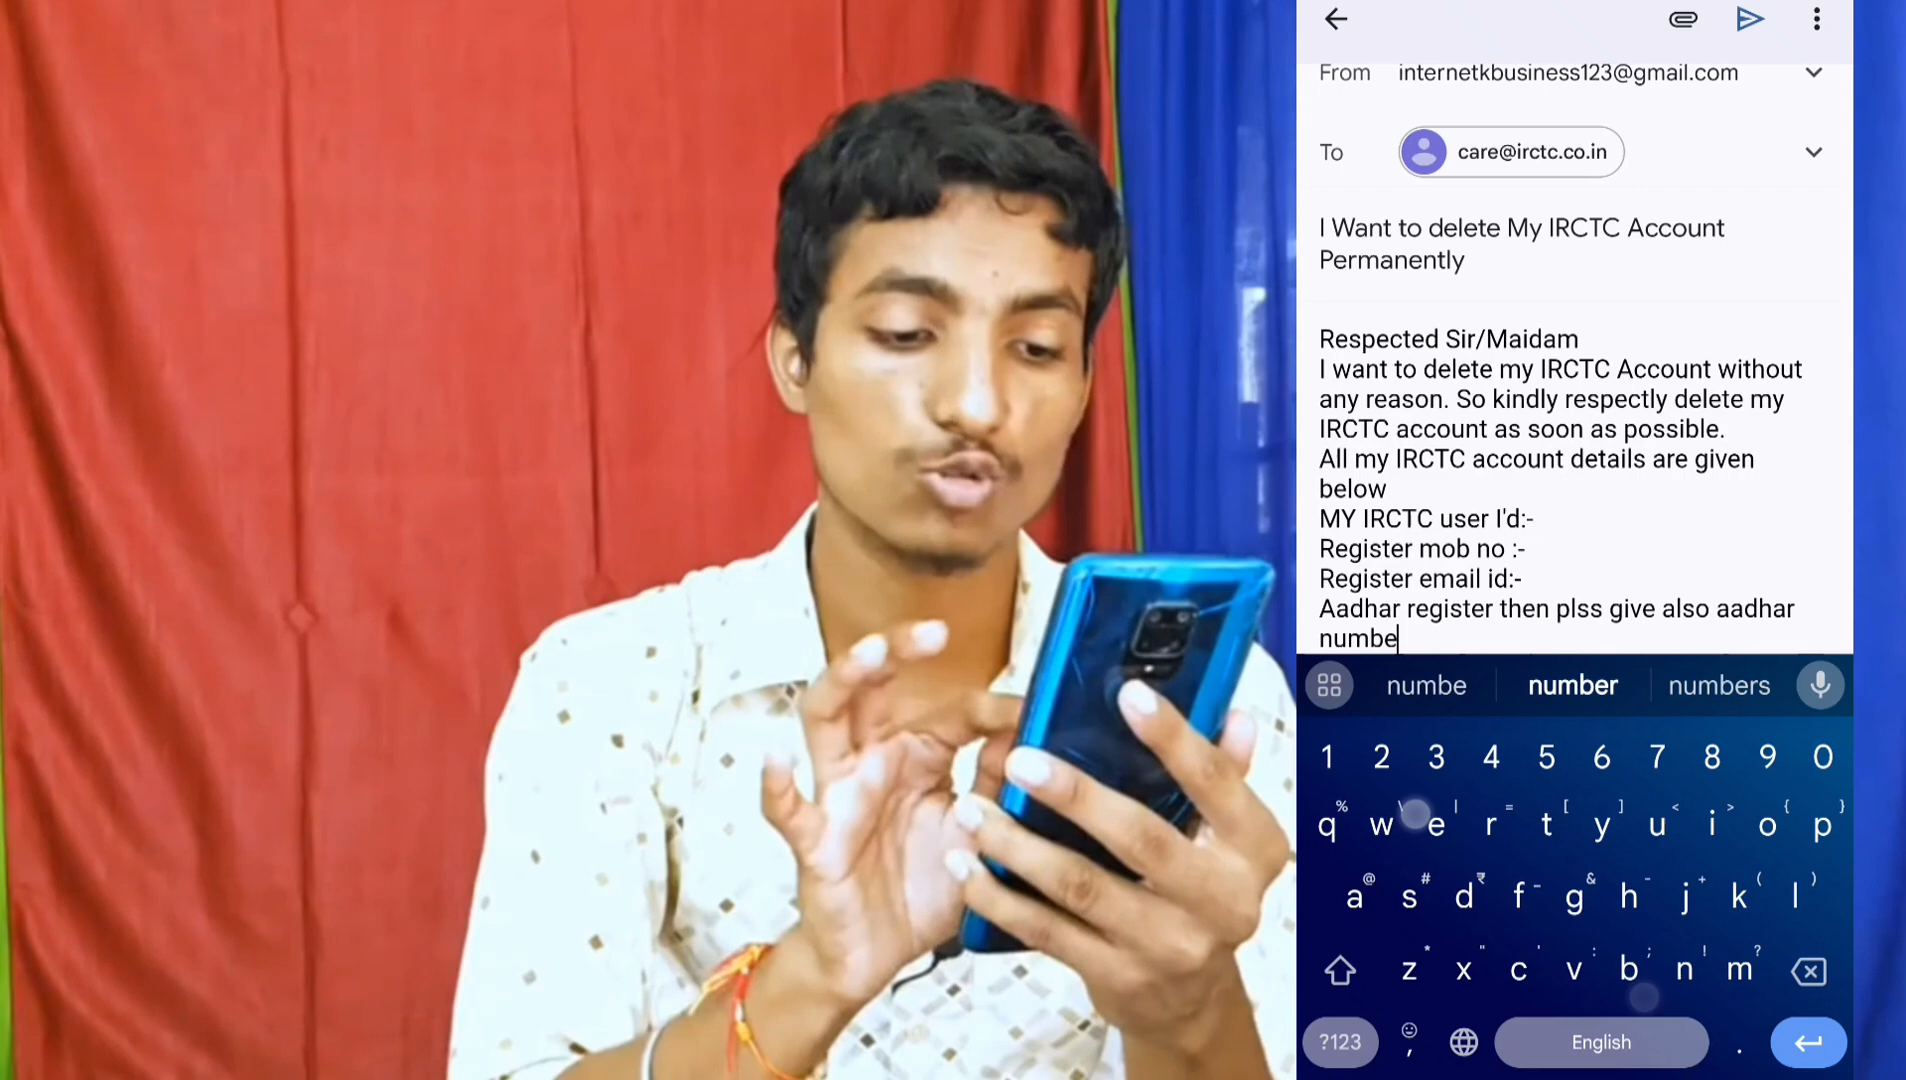 From internetkbusiness123@gmail.com
To care@irctc.co.in
I Want to delete My IRCTC Account
Permanently
Respected Sir/Maidam
I want to delete my IRCTC Account without
any reason. So kindly respectly delete my
IRCTC account as soon as possible.
All my IRCTC account details are given
below
MY IRCTC user I'd:-
Register mob no :-
Register email id:-
Aadhar register then plss give also aadhar
numbe
numbe number numbers
1 2 3 4 5 6 7 8 9 0
% \ | = [ ] < > { }
q w e r t y u i o p
@ # ₹ - & - + ( )
a s d f g h j k l
* " ' : ; ! ?
z x c v b n m
?123 , English .